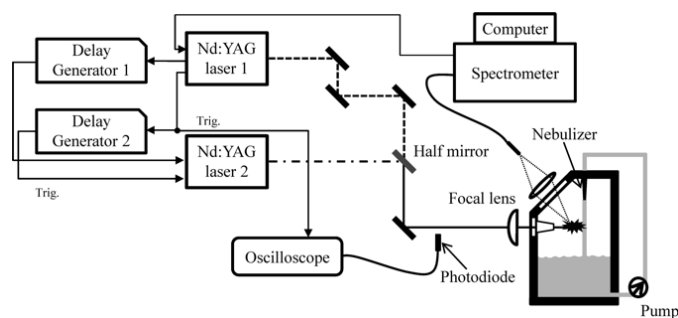 Computer
Delay
Generator 1
Nd:YAG
laser 1
Spectrometer
Delay
Generator 2
Trig.
Nebulizer
Nd:YAG
laser 2
Half mirror
Trig.
Focal lens
Oscilloscope
Photodiode
Pump